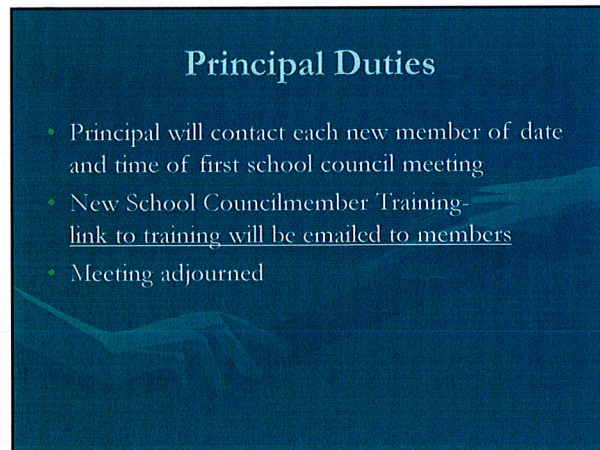 Principal Duties
• Principal will contact each new member of date
and time of first school council meeting
• New School Councilmember Training-
link to training will be emailed to members
• Meeting adjourned